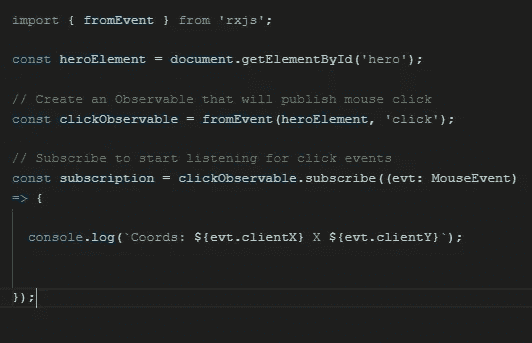 import { fromEvent } from 'rxjs';
const heroElement = document.getElementById('hero');
// Create an Observable that will publish mouse click
const clickObservable = fromEvent(heroElement, 'click');
// Subscribe to start listening for click events
const subscription = clickObservable.subscribe((evt: MouseEvent)
=> {
console.log(`Coords: ${evt.clientX} X ${evt.clientY}`);
});